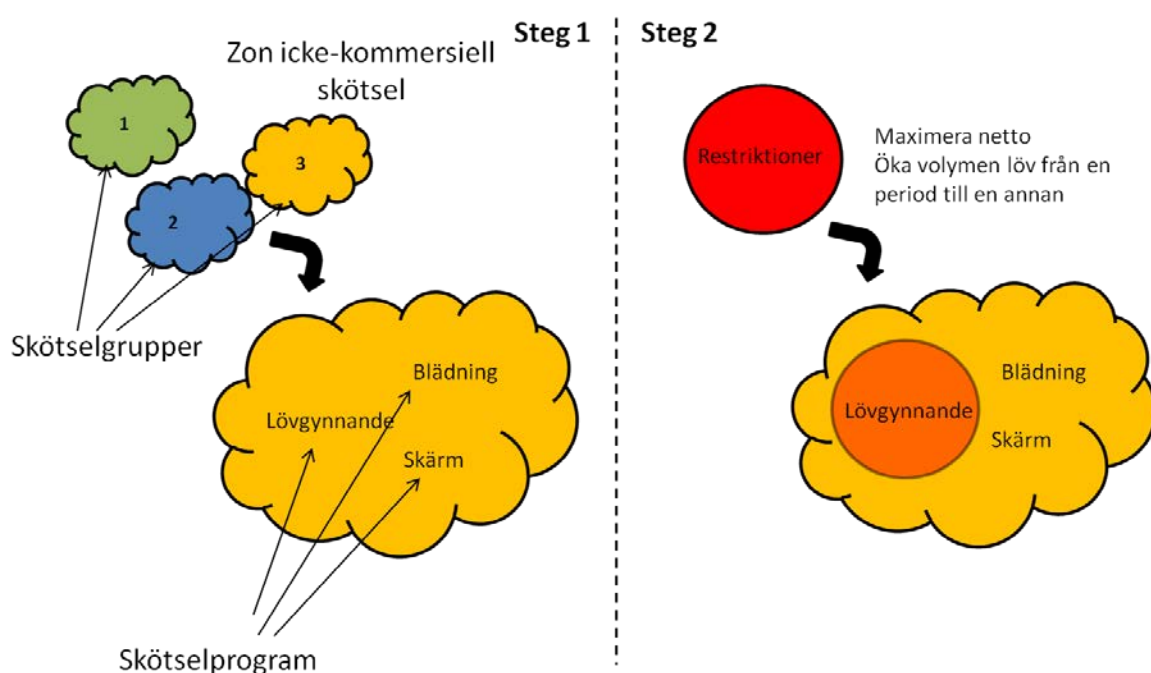 Steg 1
Zon icke-kommersiell
skötsel
1
2
3
Skötselgrupper
Blädning
Lövgynnande
Skärm
Skötselprogram
Steg 2
Restriktioner
Maximera netto
Öka volymen löv från en
period till en annan
Blädning
Lövgynnande
Skärm